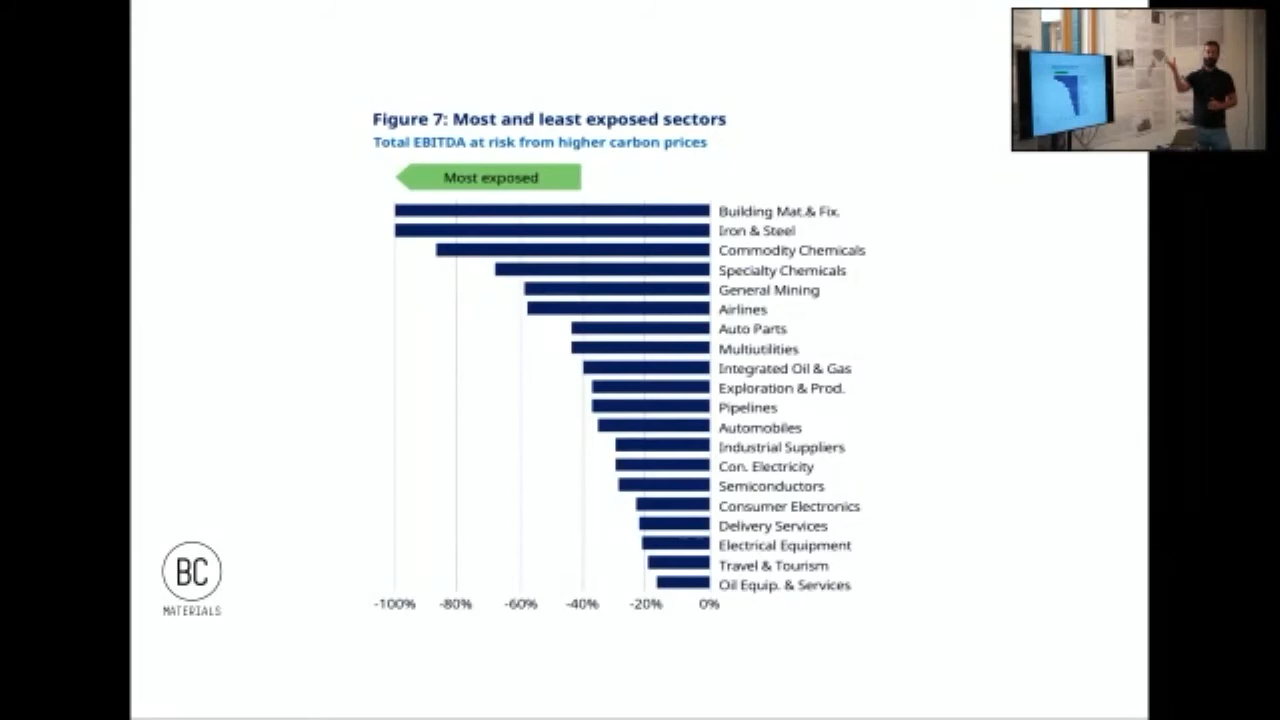 Figure 7: Most and least exposed sectors
Total EBITDA at risk from higher carbon prices
Most exposed
Building Mat.& Fix.
Iron & Steel
Commodity Chemicals
Specialty Chemicals
General Mining
Airlines
Auto Parts
Multiutilities
Integrated Oil & Gas
Exploration & Prod.
Pipelines
Automobiles
Industrial Suppliers
Con. Electricity
Semiconductors
Consumer Electronics
Delivery Services
Electrical Equipment
Travel & Tourism
Oil Equip. & Services
-100% -80% -60% -40% -20% 0%
BC
MATERIALS